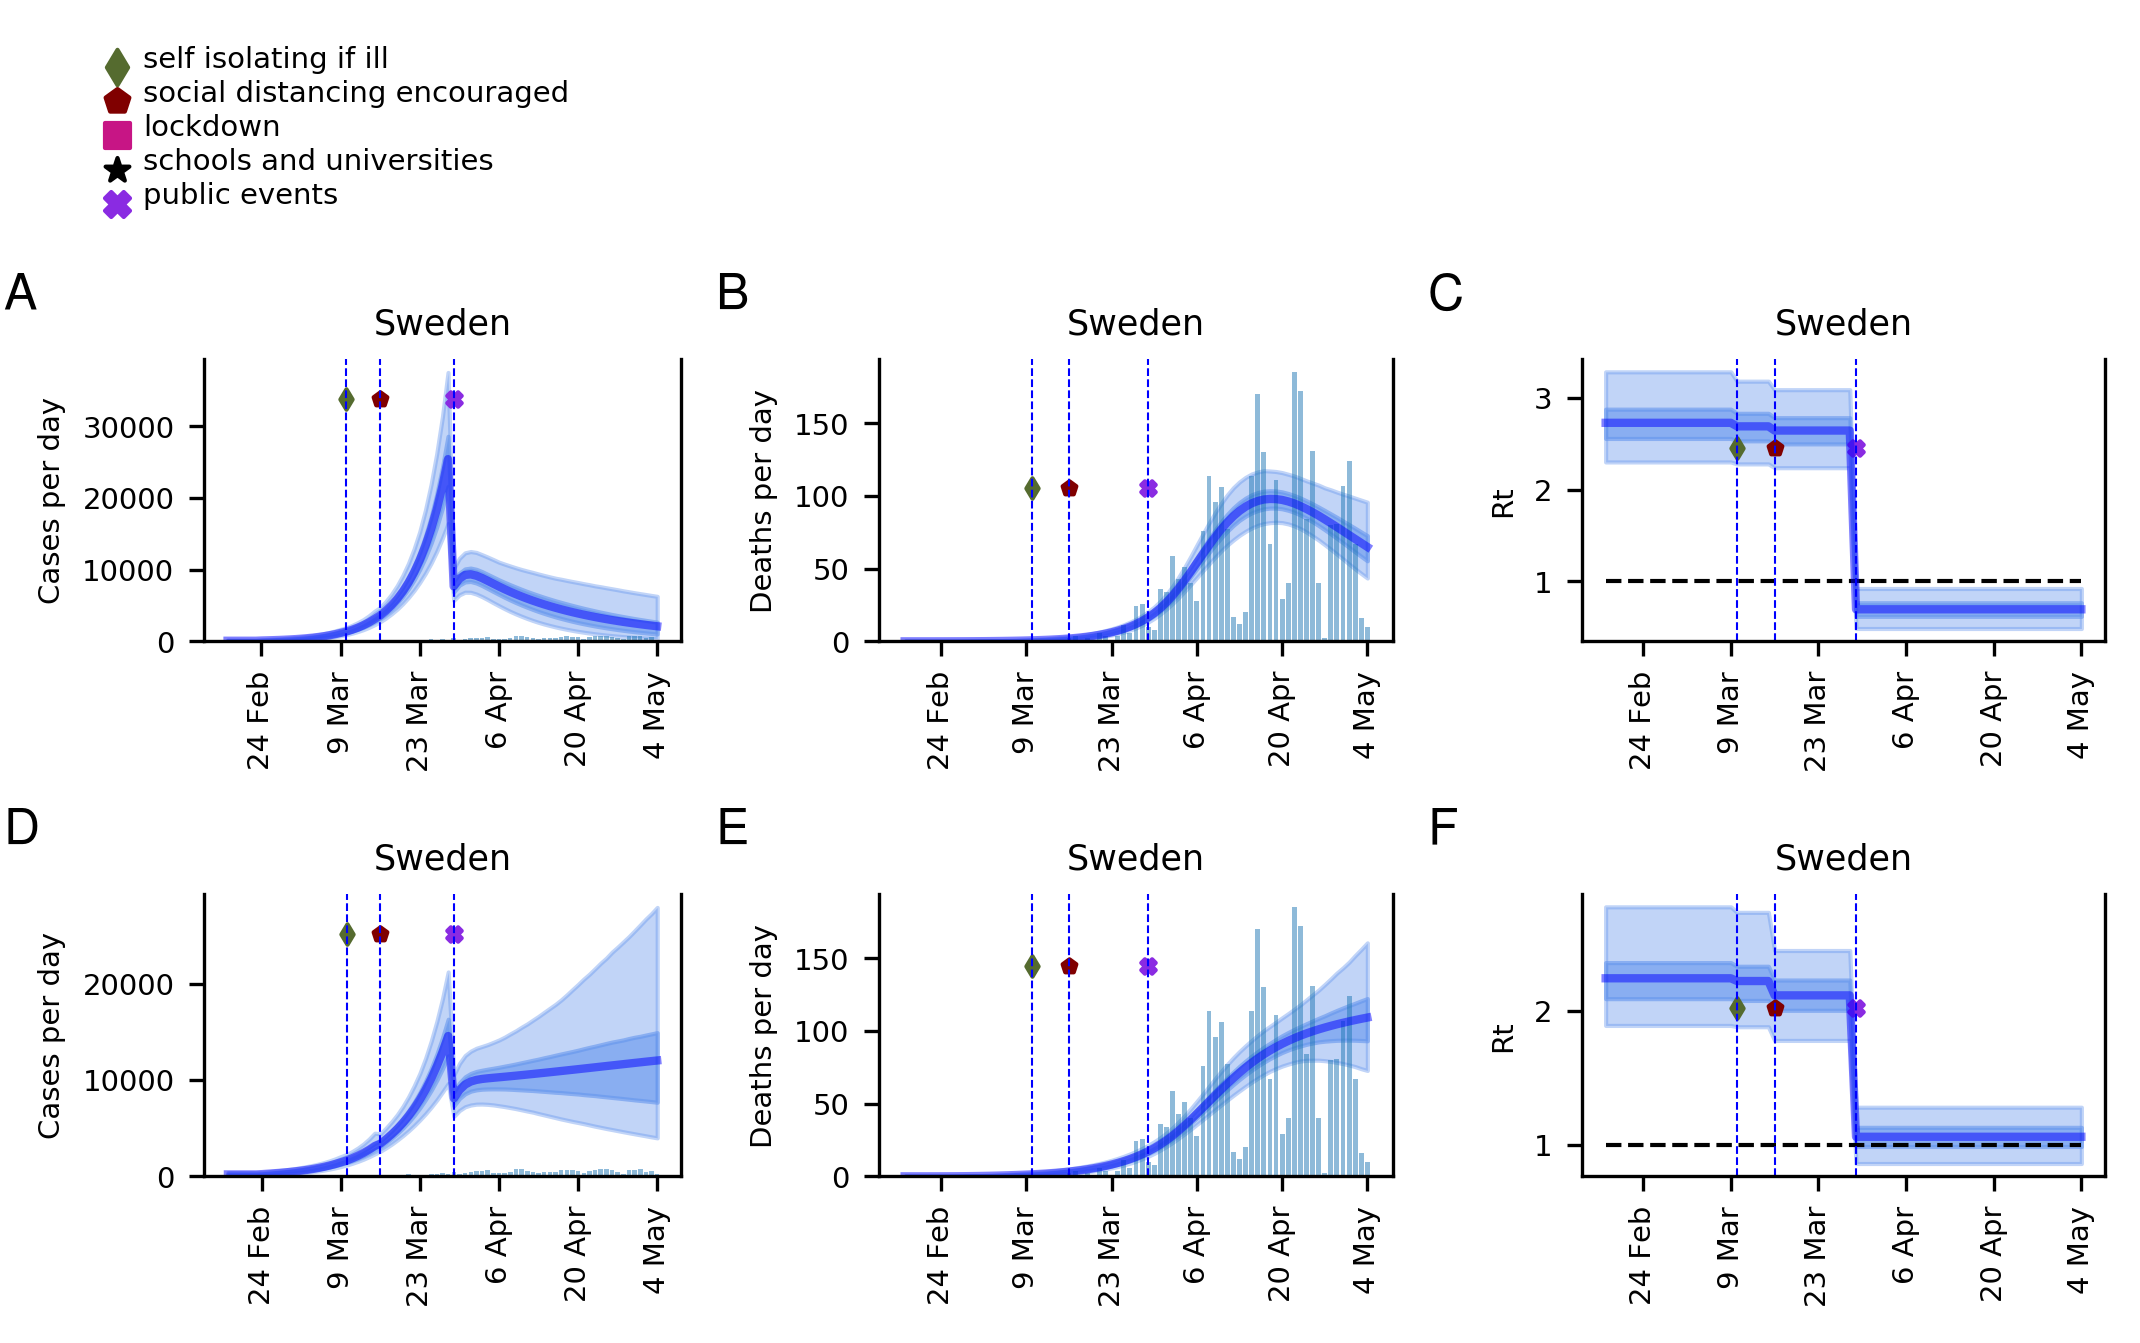 self isolating if ill
social distancing encouraged
lockdown
schools and universities
public events
A
Sweden
Cases per day
30000
20000
10000
0
24 Feb
9 Mar
23 Mar
6 Apr
20 Apr
4 May
B
Sweden
Deaths per day
150
100
50
0
24 Feb
9 Mar
23 Mar
6 Apr
20 Apr
4 May
C
Sweden
Rt
3
2
1
24 Feb
9 Mar
23 Mar
6 Apr
20 Apr
4 May
D
Sweden
Cases per day
20000
10000
0
24 Feb
9 Mar
23 Mar
6 Apr
20 Apr
4 May
E
Sweden
Deaths per day
150
100
50
0
24 Feb
9 Mar
23 Mar
6 Apr
20 Apr
4 May
F
Sweden
Rt
2
1
24 Feb
9 Mar
23 Mar
6 Apr
20 Apr
4 May